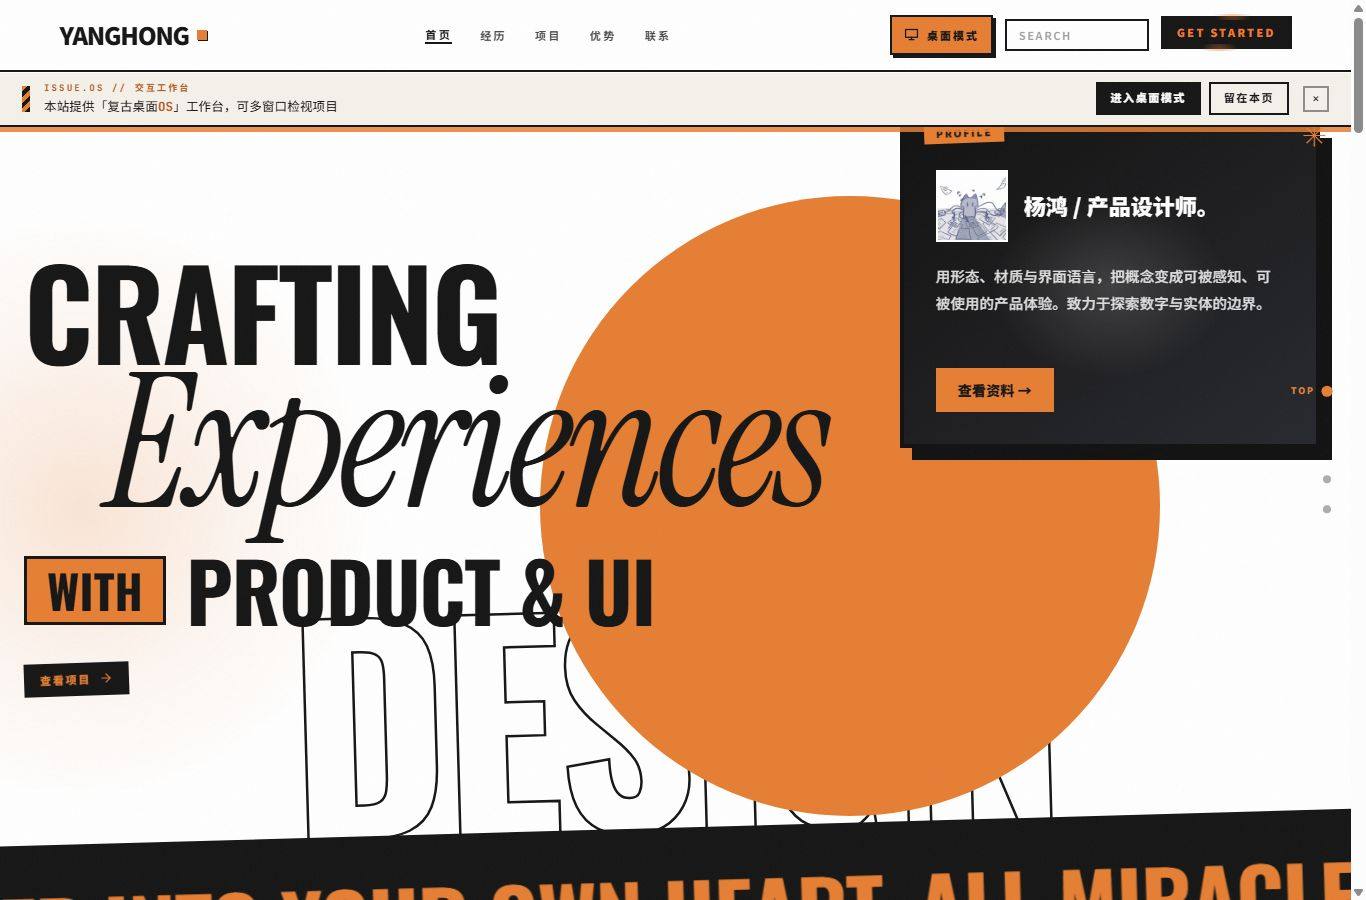 YANGHONG
首页 经历 项目 优势 联系
桌面模式
SEARCH
GET STARTED
ISSUE.OS // 交互工作台
本站提供「复古桌面OS」工作台，可多窗口检视项目
进入桌面模式
留在本页
×
PROFILE
杨鸿 / 产品设计师。
用形态、材质与界面语言，把概念变成可被感知、可
被使用的产品体验。致力于探索数字与实体的边界。
查看资料 →
TOP
CRAFTING
Experiences
WITH PRODUCT & UI
查看项目 →
INTO YOUR OWN HEART. ALL